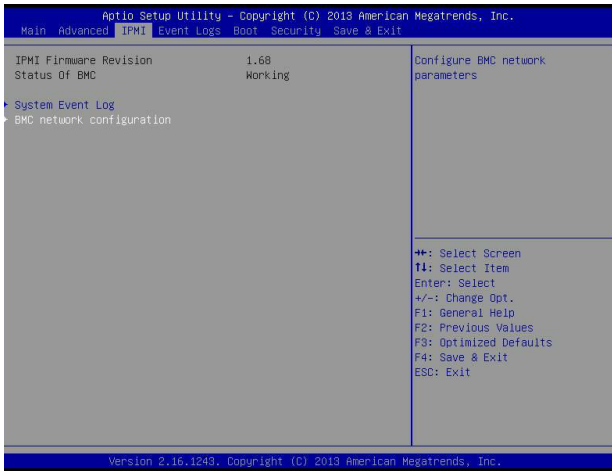 Aptio Setup Utility – Copyright (C) 2013 American Megatrends, Inc.
Main Advanced IPMI Event Logs Boot Security Save & Exit
IPMI Firmware Revision 1.68
Status Of BMC Working
System Event Log
BMC network configuration
Configure BMC network
parameters
→←: Select Screen
↑↓: Select Item
Enter: Select
+/-: Change Opt.
F1: General Help
F2: Previous Values
F3: Optimized Defaults
F4: Save & Exit
ESC: Exit
Version 2.16.1243. Copyright (C) 2013 American Megatrends, Inc.